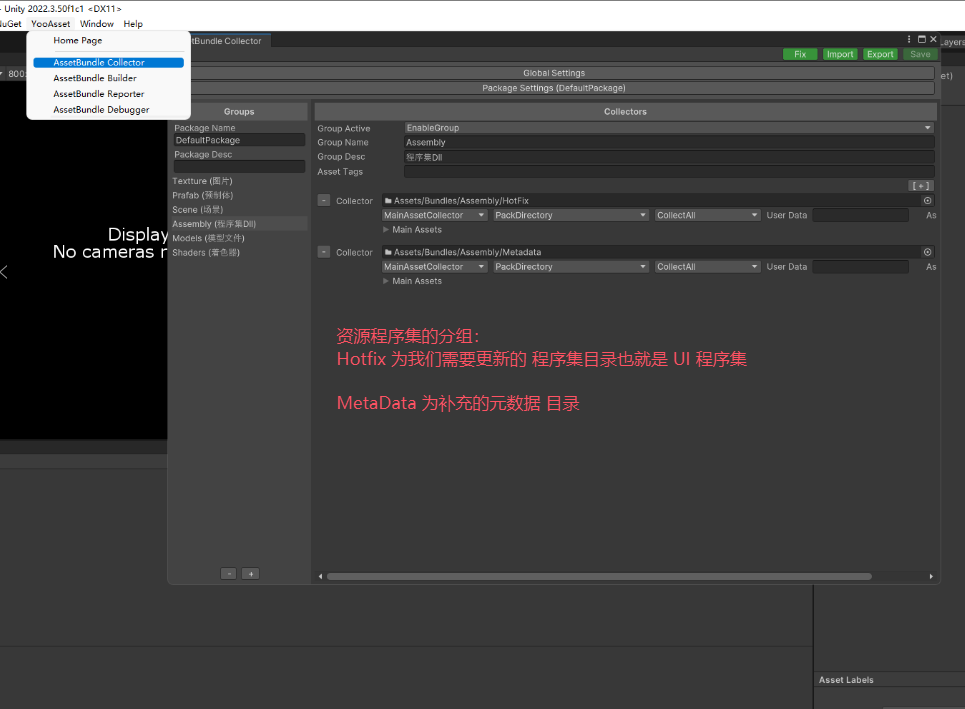 - Unity 2022.3.50f1c1 <DX11>
NuGet YooAsset Window Help
Home Page
AssetBundle Collector
AssetBundle Builder
AssetBundle Reporter
AssetBundle Debugger
tBundle Collector
Layers
Fix Import Export Save
800
Global Settings
Package Settings (DefaultPackage)
Groups
Package Name
DefaultPackage
Package Desc
Textture (图片)
Prafab (预制体)
Scene (场景)
Assembly (程序集Dll)
Models (模型文件)
Shaders (着色器)
- +
Display
No cameras r
Collectors
Group Active EnableGroup
Group Name Assembly
Group Desc 程序集Dll
Asset Tags
[ + ]
- Collector Assets/Bundles/Assembly/HotFix
MainAssetCollector PackDirectory CollectAll User Data As
Main Assets
- Collector Assets/Bundles/Assembly/Metadata
MainAssetCollector PackDirectory CollectAll User Data As
Main Assets
资源程序集的分组：
Hotfix 为我们需要更新的 程序集目录也就是 UI 程序集
MetaData 为补充的元数据 目录
Asset Labels